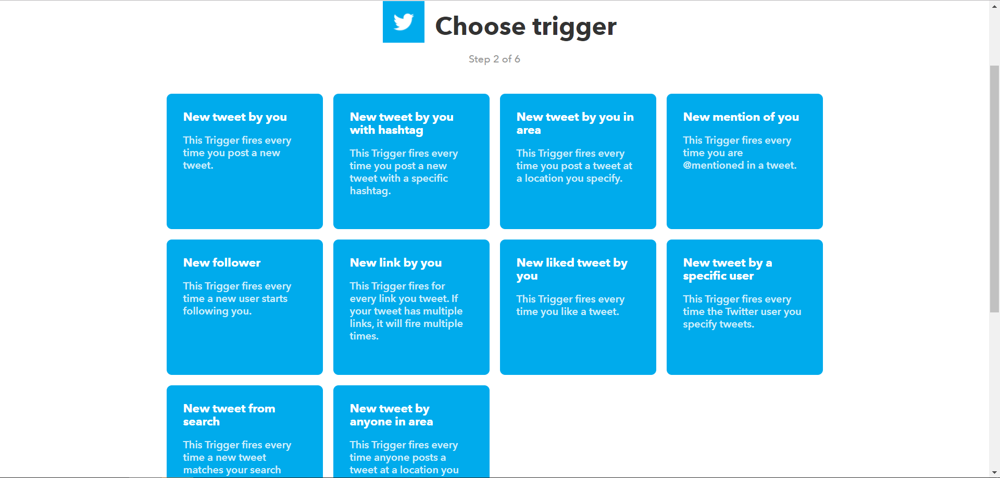 Choose trigger
Step 2 of 6
New tweet by you
This Trigger fires every
time you post a new
tweet.
New tweet by you
with hashtag
This Trigger fires every
time you post a new
tweet with a specific
hashtag.
New tweet by you in
area
This Trigger fires every
time you post a tweet at
a location you specify.
New mention of you
This Trigger fires every
time you are
@mentioned in a tweet.
New follower
This Trigger fires every
time a new user starts
following you.
New link by you
This Trigger fires for
every link you tweet. If
your tweet has multiple
links, it will fire multiple
times.
New liked tweet by
you
This Trigger fires every
time you like a tweet.
New tweet by a
specific user
This Trigger fires every
time the Twitter user you
specify tweets.
New tweet from
search
This Trigger fires every
time a new tweet
matches your search
New tweet by
anyone in area
This Trigger fires every
time anyone posts a
tweet at a location you